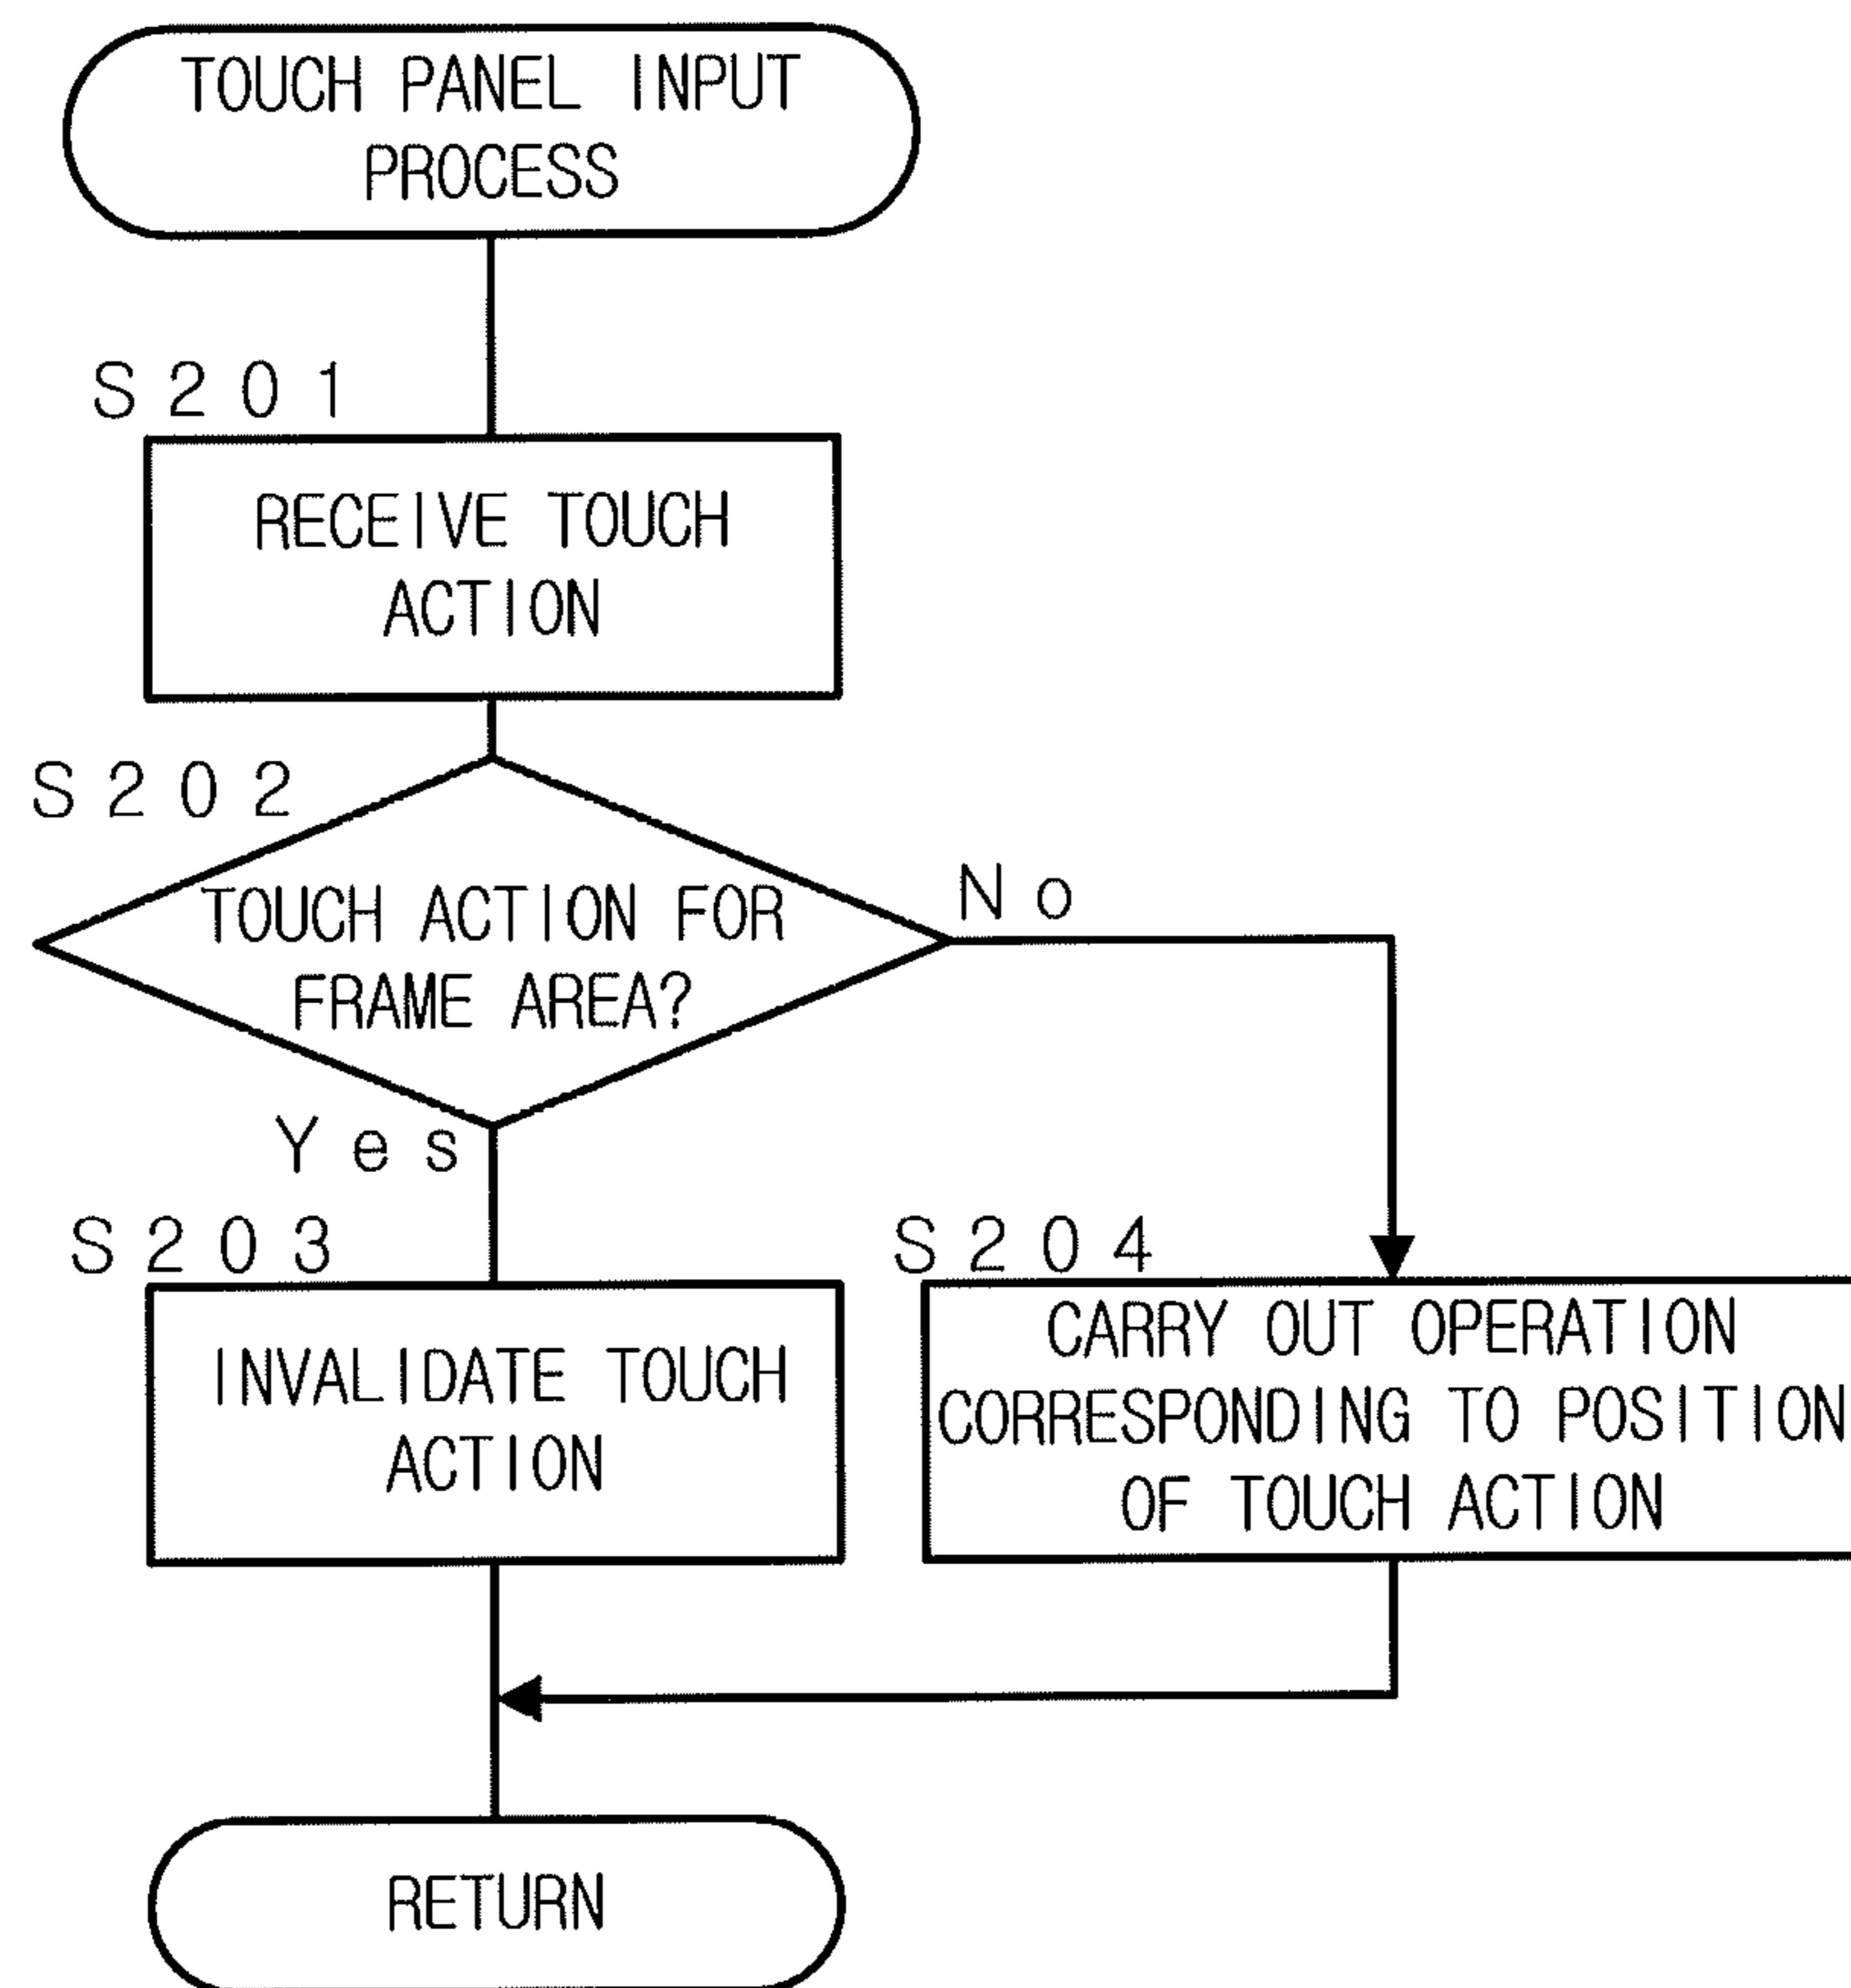 TOUCH PANEL INPUT
PROCESS
S201
RECEIVE TOUCH
ACTION
S202
TOUCH ACTION FOR
FRAME AREA?
No
Yes
S203
INVALIDATE TOUCH
ACTION
S204
CARRY OUT OPERATION
CORRESPONDING TO POSITION
OF TOUCH ACTION
RETURN